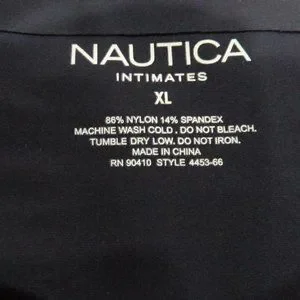 NAUTICA
INTIMATES
XL
86% NYLON 14% SPANDEX
MACHINE WASH COLD , DO NOT BLEACH.
TUMBLE DRY LOW. DO NOT IRON.
MADE IN CHINA
RN 90410 STYLE 4453-66